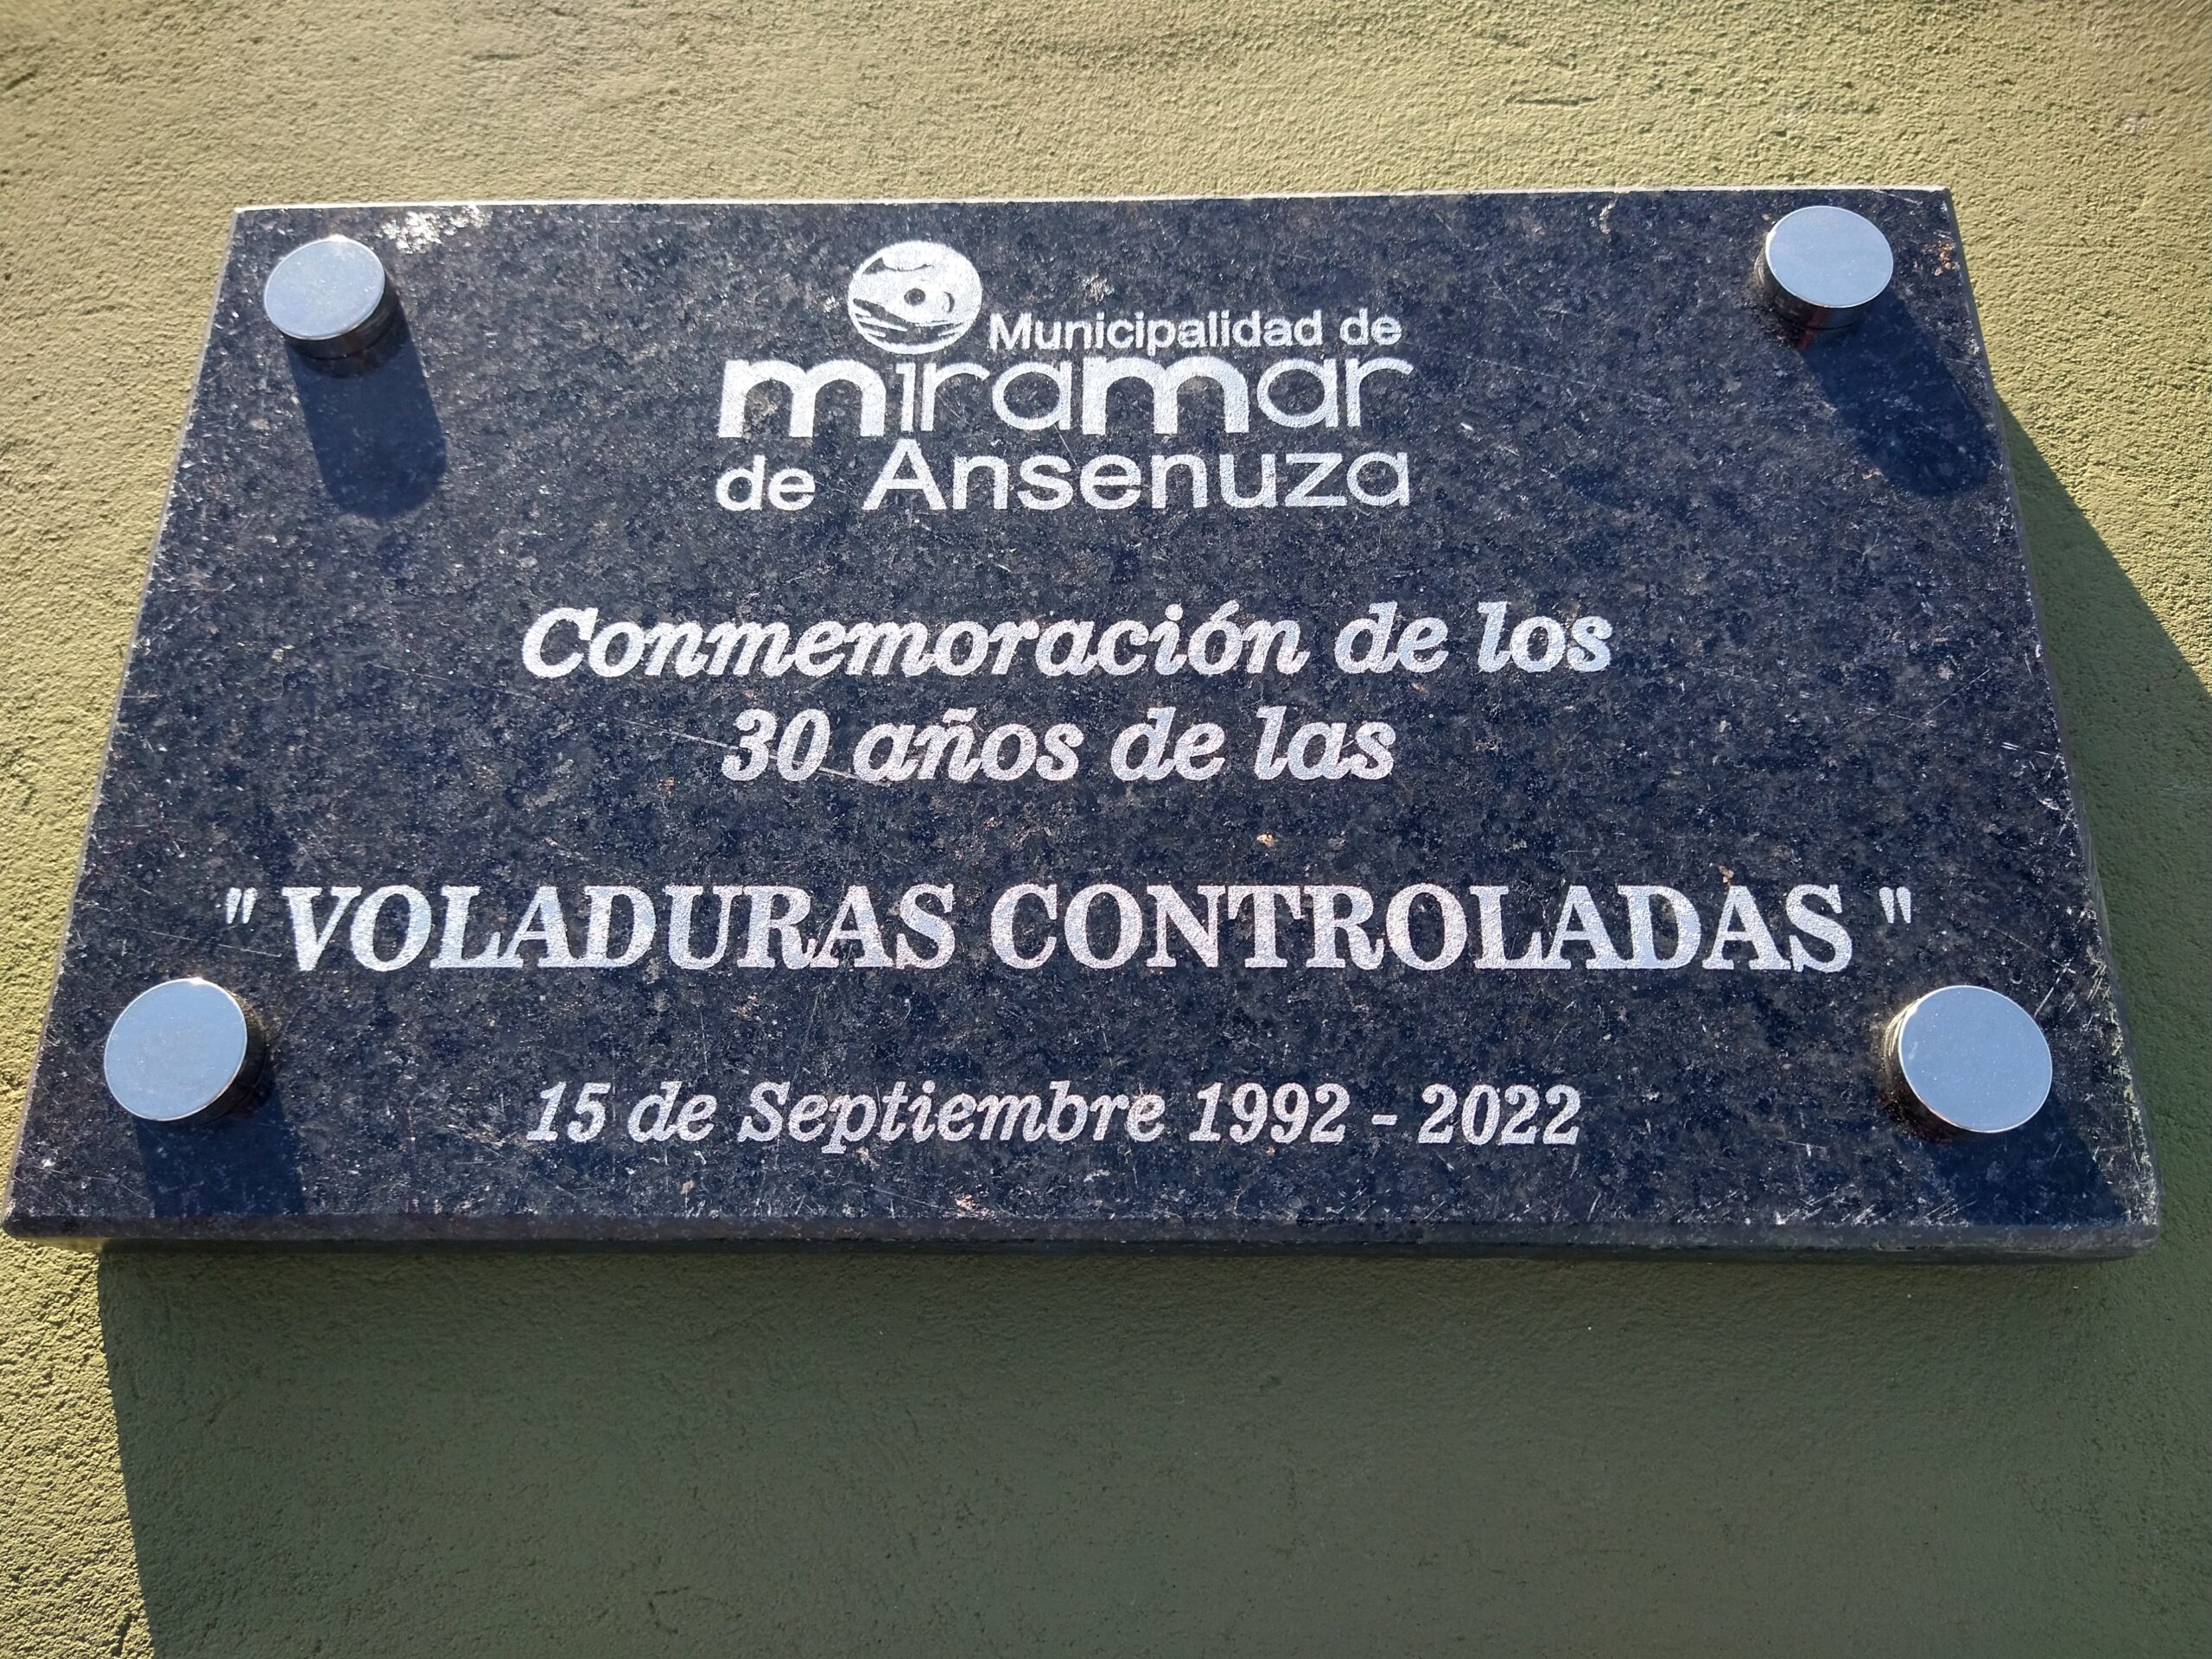 Municipalidad de
miramar
de Ansenuza
Conmemoración de los
30 años de las
" VOLADURAS CONTROLADAS "
15 de Septiembre 1992 - 2022